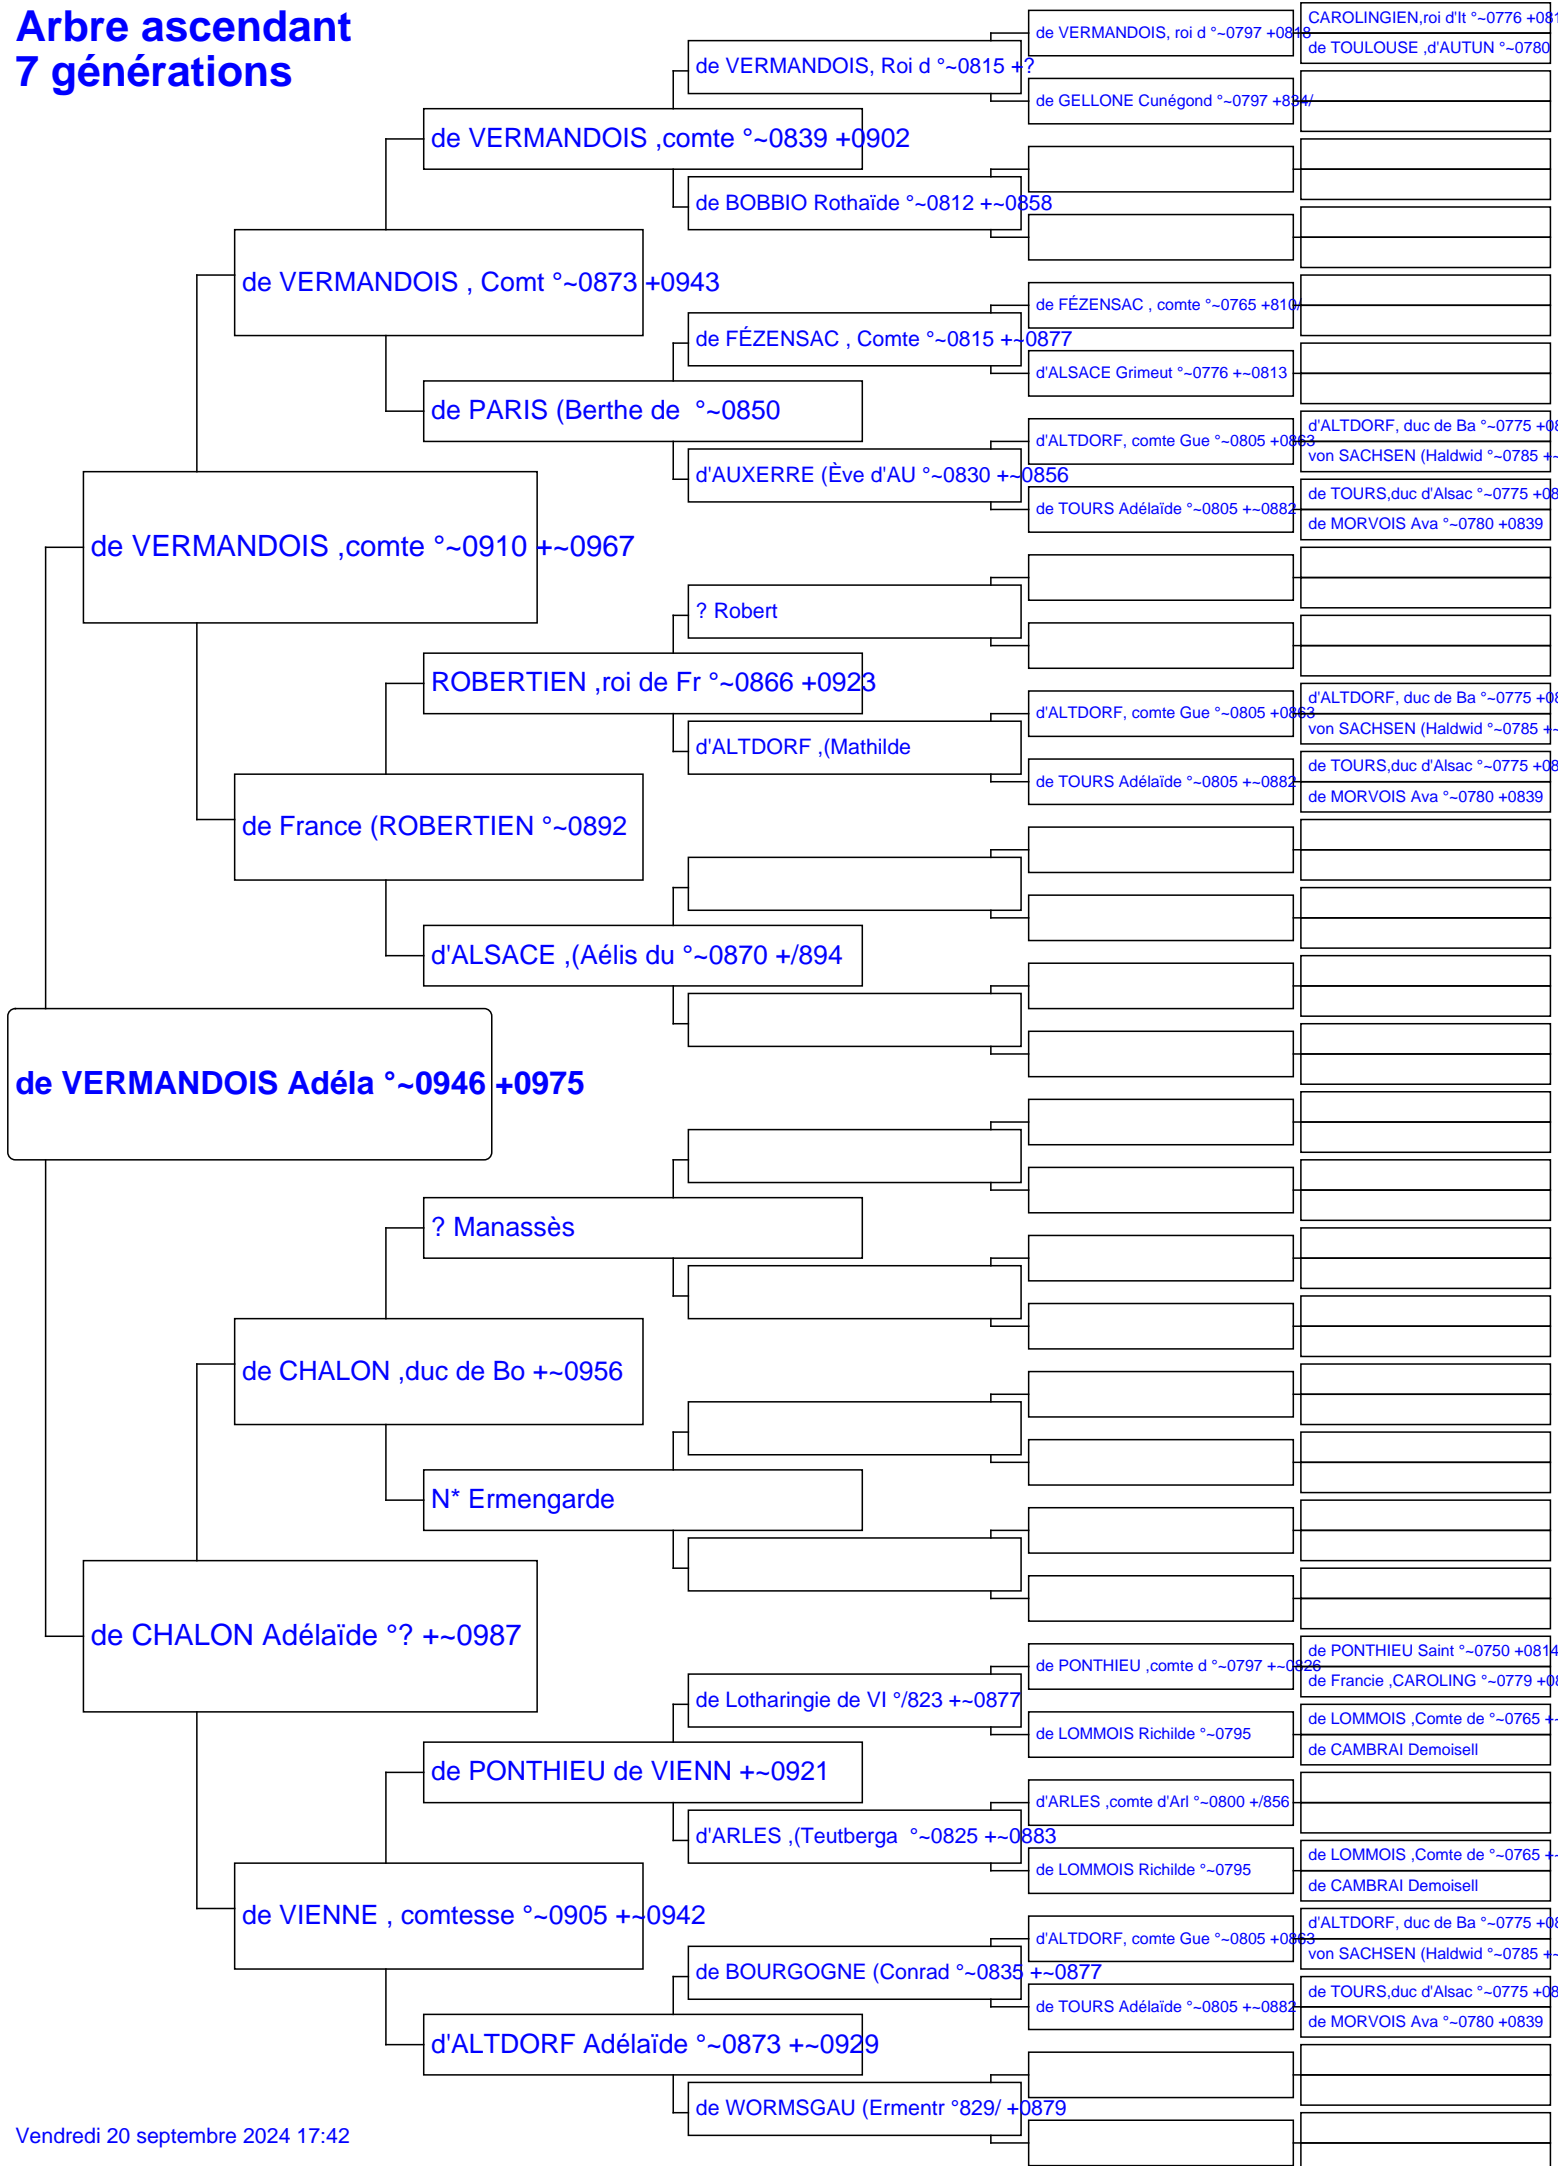 Arbre ascendant
7 générations
CAROLINGIEN,roi d'It °~0776 +081
de VERMANDOIS, roi d °~0797 +0818
de TOULOUSE ,d'AUTUN °~0780
de VERMANDOIS, Roi d °~0815 +?
de GELLONE Cunégond °~0797 +834/
de VERMANDOIS ,comte °~0839 +0902
de BOBBIO Rothaïde °~0812 +~0858
de VERMANDOIS , Comt °~0873 +0943
de FÉZENSAC , comte °~0765 +810/
de FÉZENSAC , Comte °~0815 +~0877
d'ALSACE Grimeut °~0776 +~0813
de PARIS (Berthe de °~0850
d'ALTDORF, duc de Ba °~0775 +08
d'ALTDORF, comte Gue °~0805 +0863
von SACHSEN (Haldwid °~0785 +~
d'AUXERRE (Ève d'AU °~0830 +~0856
de TOURS,duc d'Alsac °~0775 +08
de TOURS Adélaïde °~0805 +~0882
de MORVOIS Ava °~0780 +0839
de VERMANDOIS ,comte °~0910 +~0967
? Robert
ROBERTIEN ,roi de Fr °~0866 +0923
d'ALTDORF, duc de Ba °~0775 +08
d'ALTDORF, comte Gue °~0805 +0863
von SACHSEN (Haldwid °~0785 +~
d'ALTDORF ,(Mathilde
de TOURS,duc d'Alsac °~0775 +08
de TOURS Adélaïde °~0805 +~0882
de MORVOIS Ava °~0780 +0839
de France (ROBERTIEN °~0892
d'ALSACE ,(Aélis du °~0870 +/894
de VERMANDOIS Adéla °~0946 +0975
? Manassès
de CHALON ,duc de Bo +~0956
N* Ermengarde
de CHALON Adélaïde °? +~0987
de PONTHIEU Saint °~0750 +0814
de PONTHIEU ,comte d °~0797 +~0826
de Francie ,CAROLING °~0779 +08
de Lotharingie de VI °/823 +~0877
de LOMMOIS ,Comte de °~0765 +~
de LOMMOIS Richilde °~0795
de CAMBRAI Demoisell
de PONTHIEU de VIENN +~0921
d'ARLES ,comte d'Arl °~0800 +/856
d'ARLES ,(Teutberga °~0825 +~0883
de LOMMOIS ,Comte de °~0765 +~
de LOMMOIS Richilde °~0795
de CAMBRAI Demoisell
de VIENNE , comtesse °~0905 +~0942
d'ALTDORF, duc de Ba °~0775 +08
d'ALTDORF, comte Gue °~0805 +0863
von SACHSEN (Haldwid °~0785 +~
de BOURGOGNE (Conrad °~0835 +~0877
de TOURS,duc d'Alsac °~0775 +08
de TOURS Adélaïde °~0805 +~0882
de MORVOIS Ava °~0780 +0839
d'ALTDORF Adélaïde °~0873 +~0929
de WORMSGAU (Ermentr °829/ +0879
Vendredi 20 septembre 2024 17:42